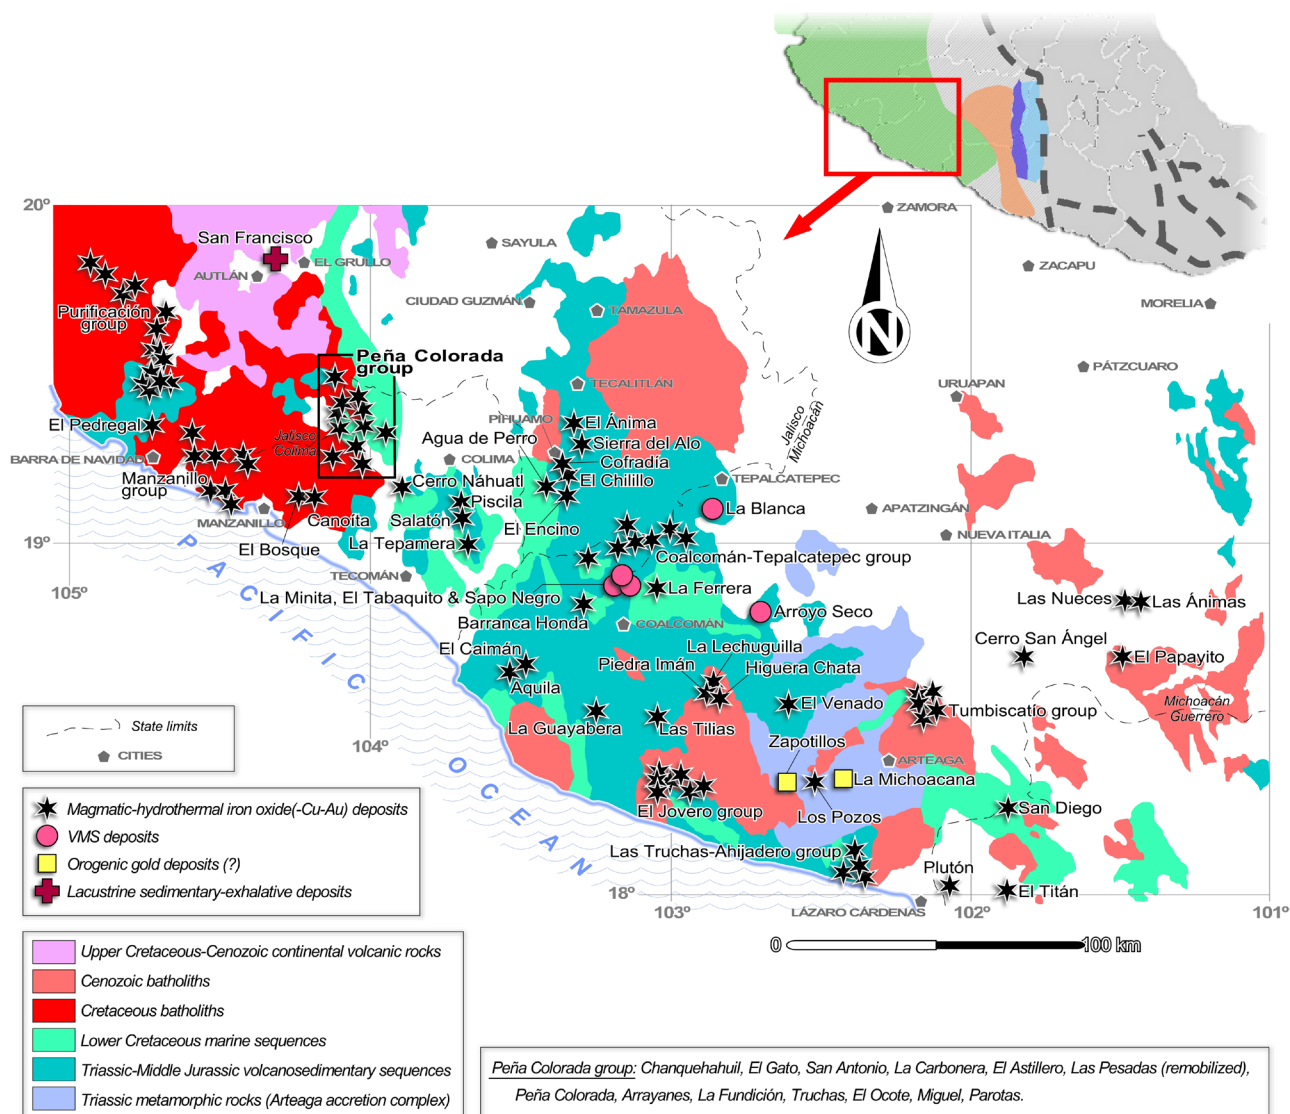 20º
ZAMORA
San Francisco
SAYULA
EL GRULLO
AUTLÁN
ZACAPU
CIUDAD GUZMÁN
MORELIA
Purificación
group
TAMAZULA
N
Peña Colorada
group
PÁTZCUARO
TECALITLÁN
URUAPAN
Jalisco
Michoacán
PIHUAMO
El Pedregal
El Ánima
Jalisco
Colima
Agua de Perro
Sierra del Alo
BARRA DE NAVIDAD
COLIMA
Cofradía
Manzanillo
group
Cerro Náhuatl
El Chilillo
TEPALCATEPEC
Piscila
La Blanca
APATZINGÁN
MANZANILLO
Canoita
Salatón
El Encino
NUEVA ITALIA
El Bosque
La Tepamera
19º
Coalcomán-Tepalcatepec group
PACIFIC OCEAN
TECOMÁN
La Ferrera
105º
La Minita, El Tabaquito & Sapo Negro
Las Nueces
Las Ánimas
Arroyo Seco
Barranca Honda
COALCOMÁN
Cerro San Ángel
El Caimán
La Lechuguilla
Piedra Imán
Huiguera Chata
El Papayito
Aquila
El Venado
Michoacán
Guerrero
Tumbiscatío group
State limits
La Guayabera
Las Tilias
Zapotillos
104º
CITIES
ARTEAGA
La Michoacana
Magmatic-hydrothermal iron oxide(-Cu-Au) deposits
El Jovero group
Los Pozos
San Diego
VMS deposits
Las Truchas-Ahijadero group
Orogenic gold deposits (?)
Plutón
Lacustrine sedimentary-exhalative deposits
El Titán
18º
103º
LÁZARO CÁRDENAS
102º
101º
0
100 km
Upper Cretaceous-Cenozoic continental volcanic rocks
Cenozoic batholiths
Cretaceous batholiths
Lower Cretaceous marine sequences
Triassic-Middle Jurassic volcanosedimentary sequences
Triassic metamorphic rocks (Arteaga accretion complex)
Peña Colorada group: Chanquehahuil, El Gato, San Antonio, La Carbonera, El Astillero, Las Pesadas (remobilized),
Peña Colorada, Arrayanes, La Fundición, Truchas, El Ocote, Miguel, Parotas.